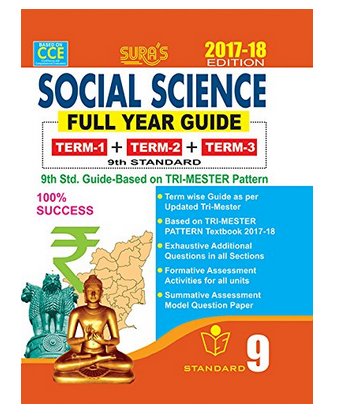 BASED ON
CCE
SURA'S
2017-18
EDITION
SOCIAL SCIENCE
FULL YEAR GUIDE
TERM-1 + TERM-2 + TERM-3
9th STANDARD
9th Std. Guide-Based on TRI-MESTER Pattern
100%
SUCCESS
Term wise Guide as per
Updated Tri-Mester
Based on TRI-MESTER
PATTERN Textbook 2017-18
Exhaustive Additional
Questions in all Sections
Formative Assessment
Activities for all units
Summative Assessment
Model Question Paper
STANDARD 9